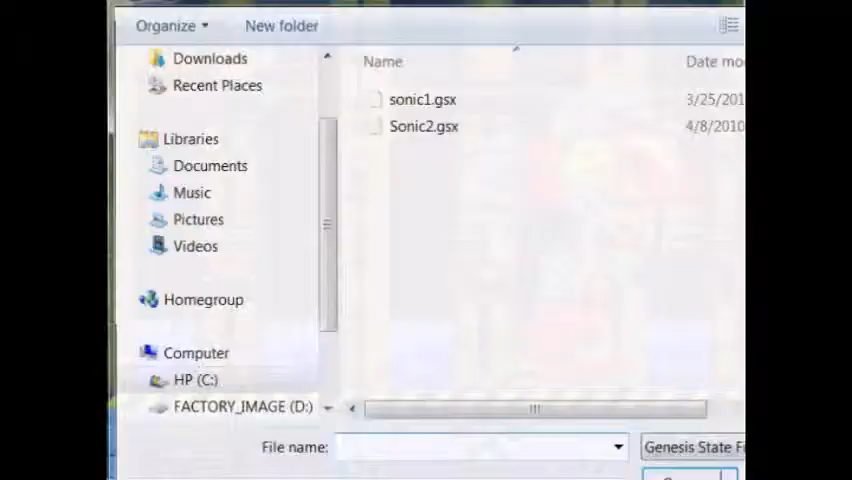 Organize New folder
Downloads
Recent Places
Libraries
Documents
Music
Pictures
Videos
Homegroup
Computer
HP (C:)
FACTORY_IMAGE (D:)
Name Date mo
sonic1.gsx 3/25/201
Sonic2.gsx 4/8/2010
File name: Genesis State F